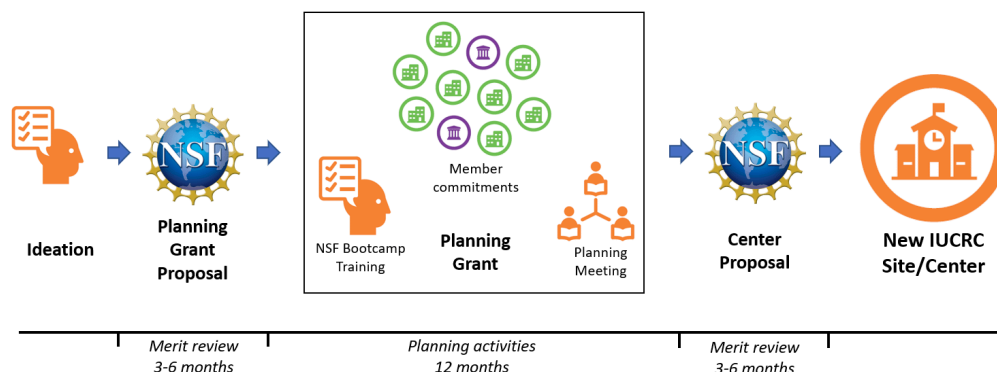 Ideation
NSF
Planning
Grant
Proposal
Member
commitments
NSF Bootcamp
Training
Planning
Grant
Planning
Meeting
NSF
Center
Proposal
New IUCRC
Site/Center
Merit review
3-6 months
Planning activities
12 months
Merit review
3-6 months